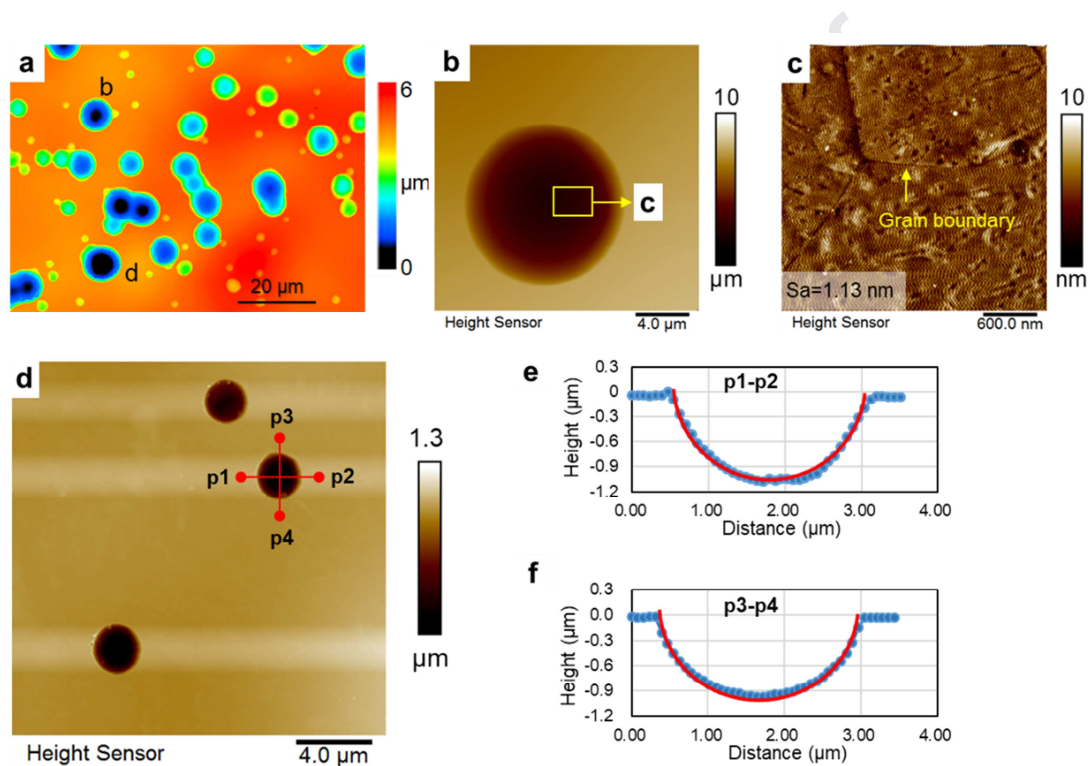 a
b
d
20 µm
6
µm
0
b
c
Height Sensor
4.0 µm
10
µm
c
Grain boundary
Sa=1.13 nm
Height Sensor
600.0 nm
10
nm
d
p3
p1
p2
p4
Height Sensor
4.0 µm
1.3
µm
e
p1-p2
Height (µm)
0.3
0
-0.3
-0.6
-0.9
-1.2
0.00 1.00 2.00 3.00 4.00
Distance (µm)
f
p3-p4
Height (µm)
0.3
0.0
-0.3
-0.6
-0.9
-1.2
0.00 1.00 2.00 3.00 4.00
Distance (µm)